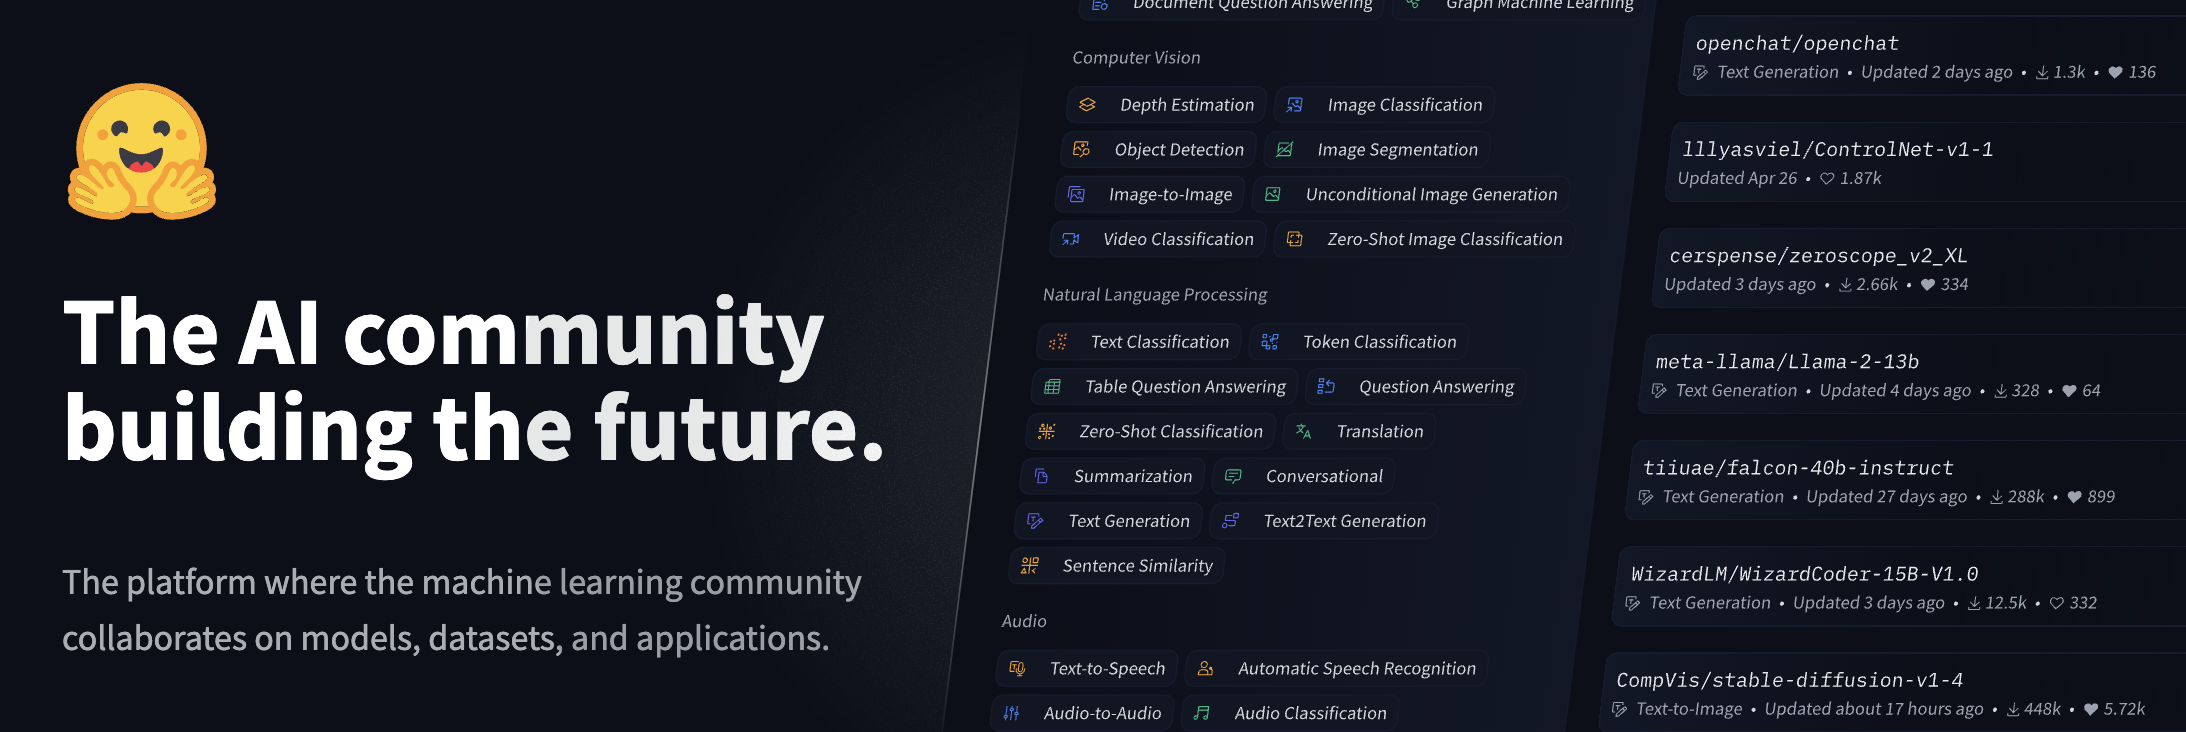 The AI community
building the future.
The platform where the machine learning community
collaborates on models, datasets, and applications.
Document Question Answering Graph Machine Learning
Computer Vision
Depth Estimation Image Classification
Object Detection Image Segmentation
Image-to-Image Unconditional Image Generation
Video Classification Zero-Shot Image Classification
Natural Language Processing
Text Classification Token Classification
Table Question Answering Question Answering
Zero-Shot Classification Translation
Summarization Conversational
Text Generation Text2Text Generation
Sentence Similarity
Audio
Text-to-Speech Automatic Speech Recognition
Audio-to-Audio Audio Classification
openchat/openchat
Text Generation • Updated 2 days ago • 1.3k • 136
lllyasviel/ControlNet-v1-1
Updated Apr 26 • 1.87k
cerspense/zeroscope_v2_XL
Updated 3 days ago • 2.66k • 334
meta-llama/Llama-2-13b
Text Generation • Updated 4 days ago • 328 • 64
tiiuae/falcon-40b-instruct
Text Generation • Updated 27 days ago • 288k • 899
WizardLM/WizardCoder-15B-V1.0
Text Generation • Updated 3 days ago • 12.5k • 332
CompVis/stable-diffusion-v1-4
Text-to-Image • Updated about 17 hours ago • 448k • 5.72k